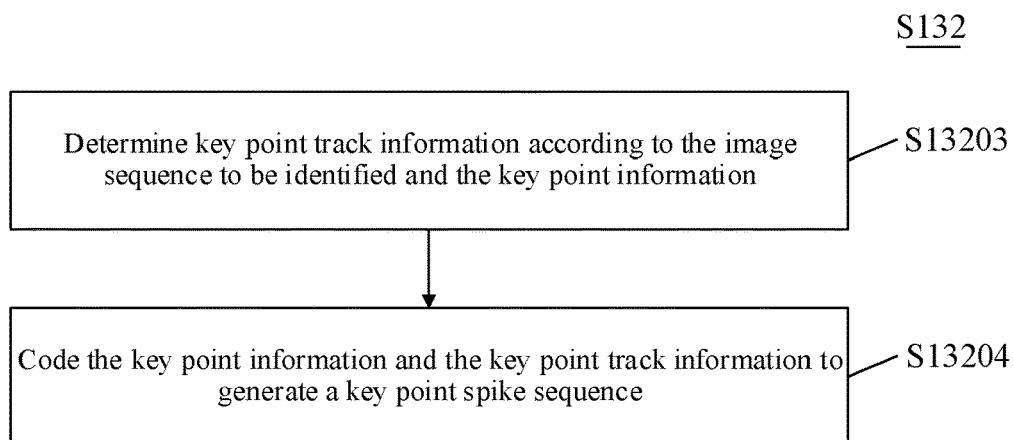 S132
Determine key point track information according to the image
sequence to be identified and the key point information
S13203
Code the key point information and the key point track information to
generate a key point spike sequence
S13204